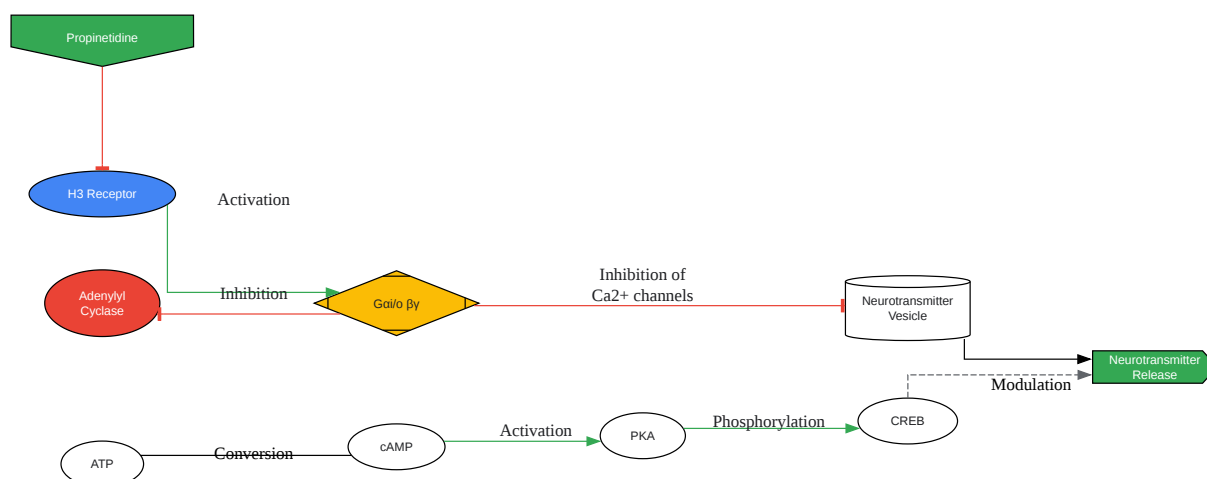 Propinetidine
H3 Receptor
Activation
Adenylyl
Cyclase
Inhibition
Gαi/o βγ
Inhibition of
Ca2+ channels
Neurotransmitter
Vesicle
Neurotransmitter
Release
Modulation
ATP
Conversion
cAMP
Activation
PKA
Phosphorylation
CREB